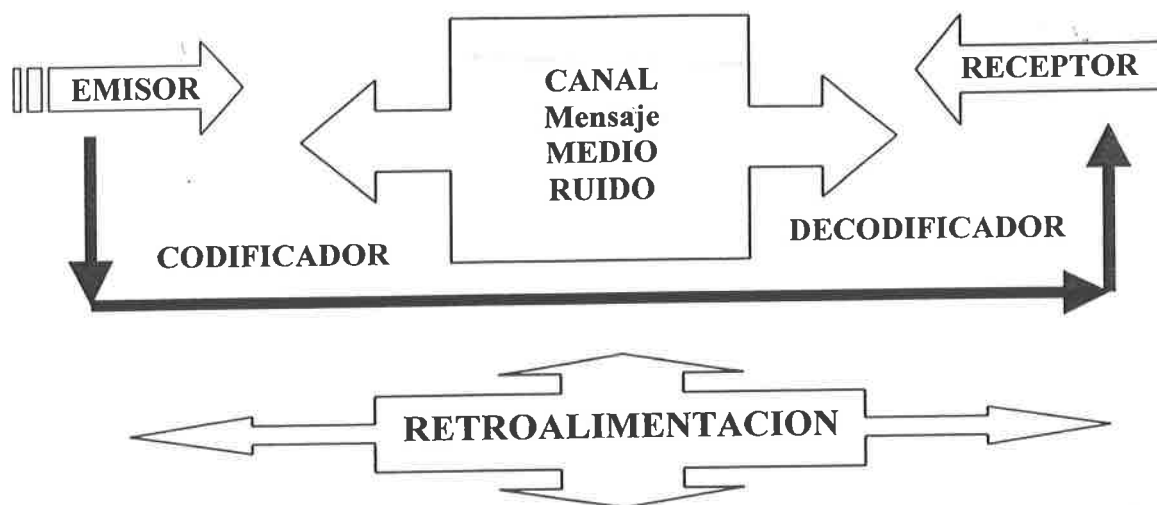 EMISOR
CANAL
Mensaje
MEDIO
RUIDO
RECEPTOR
CODIFICADOR
DECODIFICADOR
RETROALIMENTACION